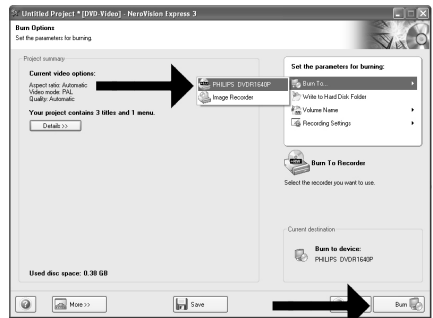 Untitled Project *[DVD-Video] - NeroVision Express 3
Burn Options
Set the parameters for burning.
Project summary
Current video options:
Aspect ratio: Automatic
Video mode: PAL
Quality: Automatic
Your project contains 3 titles and 1 menu.
Details >>
Used disc space: 0.38 GB
PHILIPS DVDR1640P
Image Recorder
Set the parameters for burning:
Burn To...
Write to Hard Disk Folder
Volume Name
Recording Settings
Burn To Recorder
Select the recorder you want to use.
Current destination
Burn to device:
PHILIPS DVDR1640P
More >>
Save
Burn